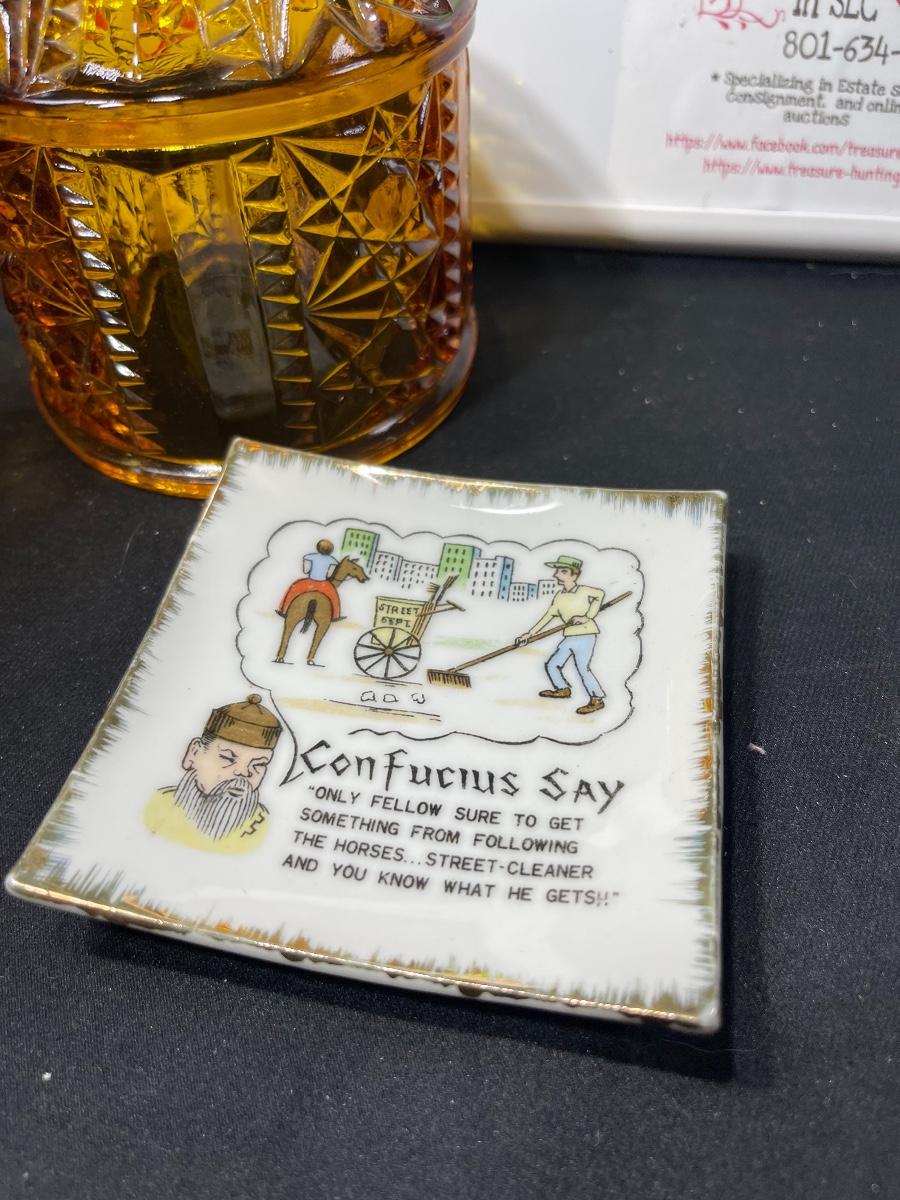 in SLC
801-634-
* Specializing in Estate s
consignment, and onlin
auctions
https://www.facebook.com/treasure
https://www.treasure-hunting
STREET
DEPT.
Confucius Say
"ONLY FELLOW SURE TO GET
SOMETHING FROM FOLLOWING
THE HORSES...STREET-CLEANER
AND YOU KNOW WHAT HE GETS!!"